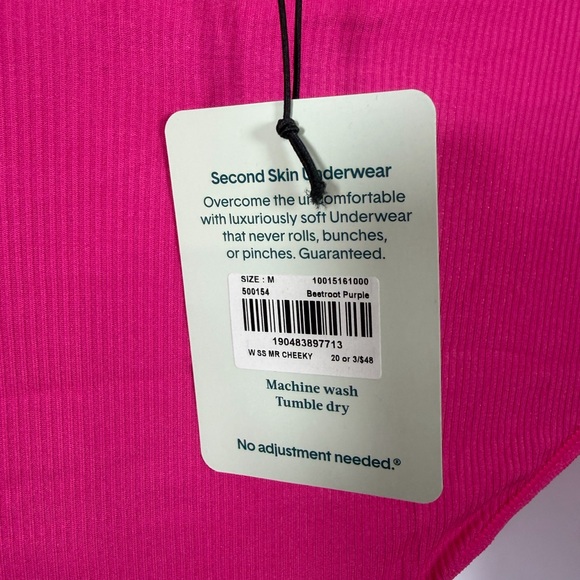 Second Skin Underwear
Overcome the uncomfortable
with luxuriously soft Underwear
that never rolls, bunches,
or pinches. Guaranteed.
SIZE : M 10015161000
500154 Beetroot Purple
190483897713
W SS MR CHEEKY 20 or 3/$48
Machine wash
Tumble dry
No adjustment needed.®